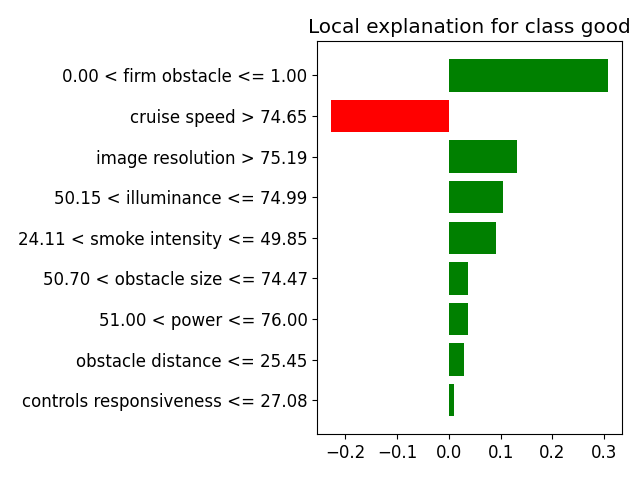 Local explanation for class good
0.00 < firm obstacle <= 1.00
cruise speed > 74.65
image resolution > 75.19
50.15 < illuminance <= 74.99
24.11 < smoke intensity <= 49.85
50.70 < obstacle size <= 74.47
51.00 < power <= 76.00
obstacle distance <= 25.45
controls responsiveness <= 27.08
−0.2 −0.1 0.0 0.1 0.2 0.3